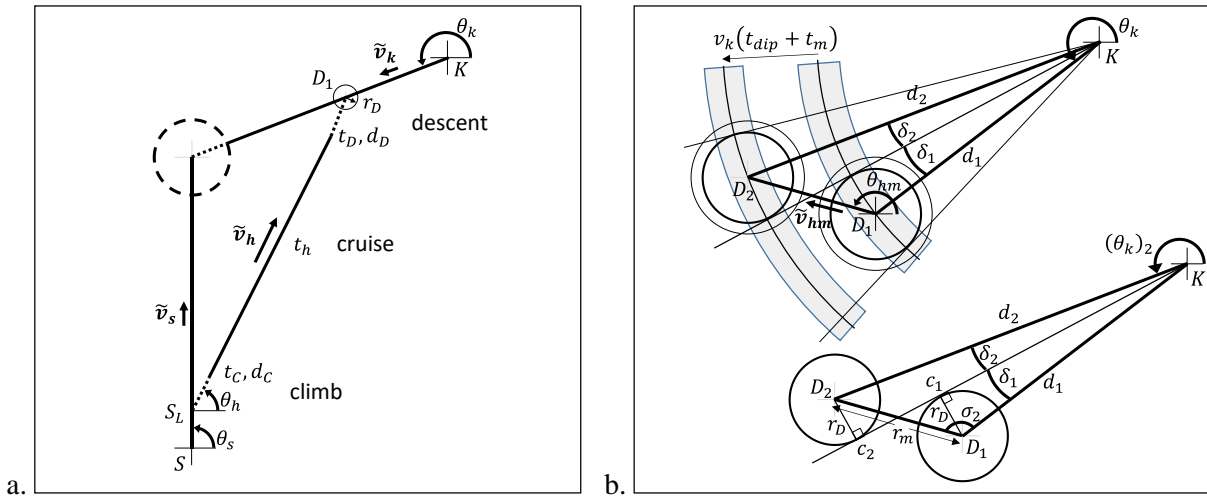 a.
θ_k
ṽ_k
K
D_1
r_D
descent
t_D, d_D
ṽ_h
t_h
cruise
ṽ_s
t_C, d_C
climb
θ_h
S_L
θ_s
S
b.
v_k(t_dip + t_m)
θ_k
K
d_2
δ_2
δ_1
d_1
D_2
θ_hm
ṽ_hm
D_1
(θ_k)_2
K
d_2
δ_2
δ_1
d_1
c_1
D_2
r_D
r_D
σ_2
r_m
D_1
c_2